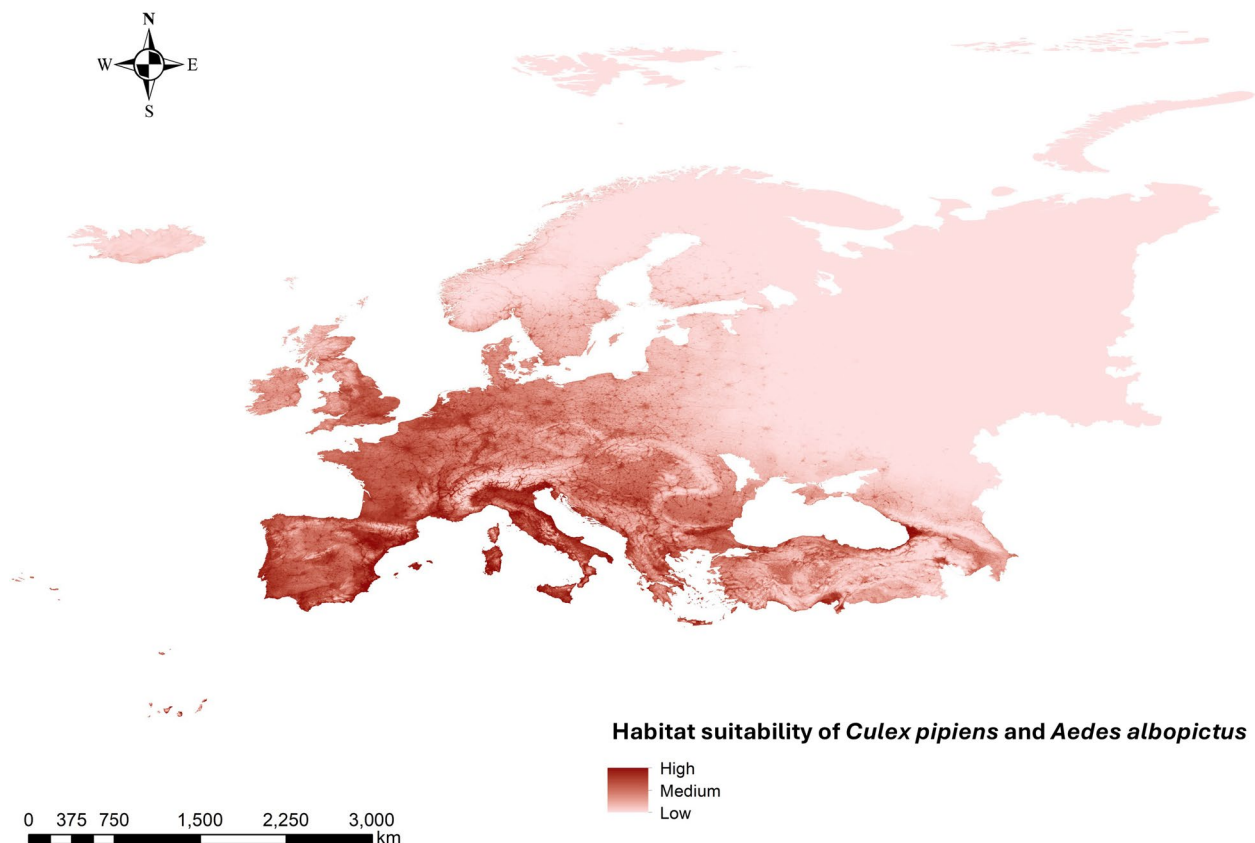 N
W E
S
Habitat suitability of Culex pipiens and Aedes albopictus
High
Medium
Low
0 375 750 1,500 2,250 3,000
km